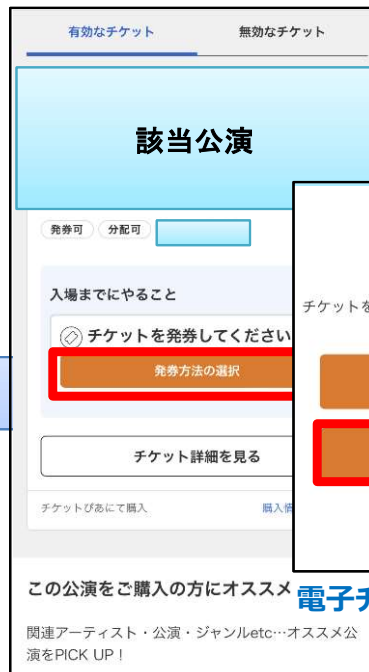 有効なチケット
無効なチケット
該当公演
発券可
分配可
入場までにやること
チケットを発券してください
発券方法の選択
チケット詳細を見る
チケットぴあにて購入
購入情
チケットを
この公演をご購入の方にオススメ
電子チ
関連アーティスト・公演・ジャンルetc…オススメ公
演をPICK UP！